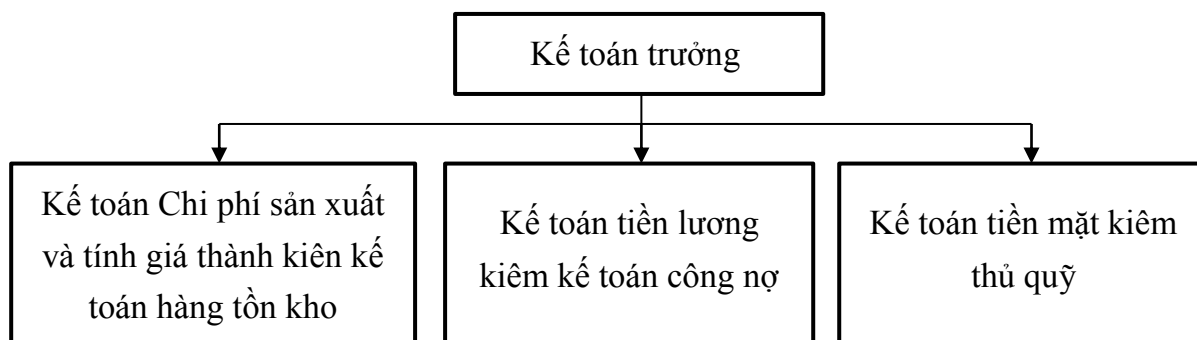 Kế toán trưởng
Kế toán Chi phí sản xuất
và tính giá thành kiên kế
toán hàng tồn kho
Kế toán tiền lương
kiêm kế toán công nợ
Kế toán tiền mặt kiêm
thủ quỹ